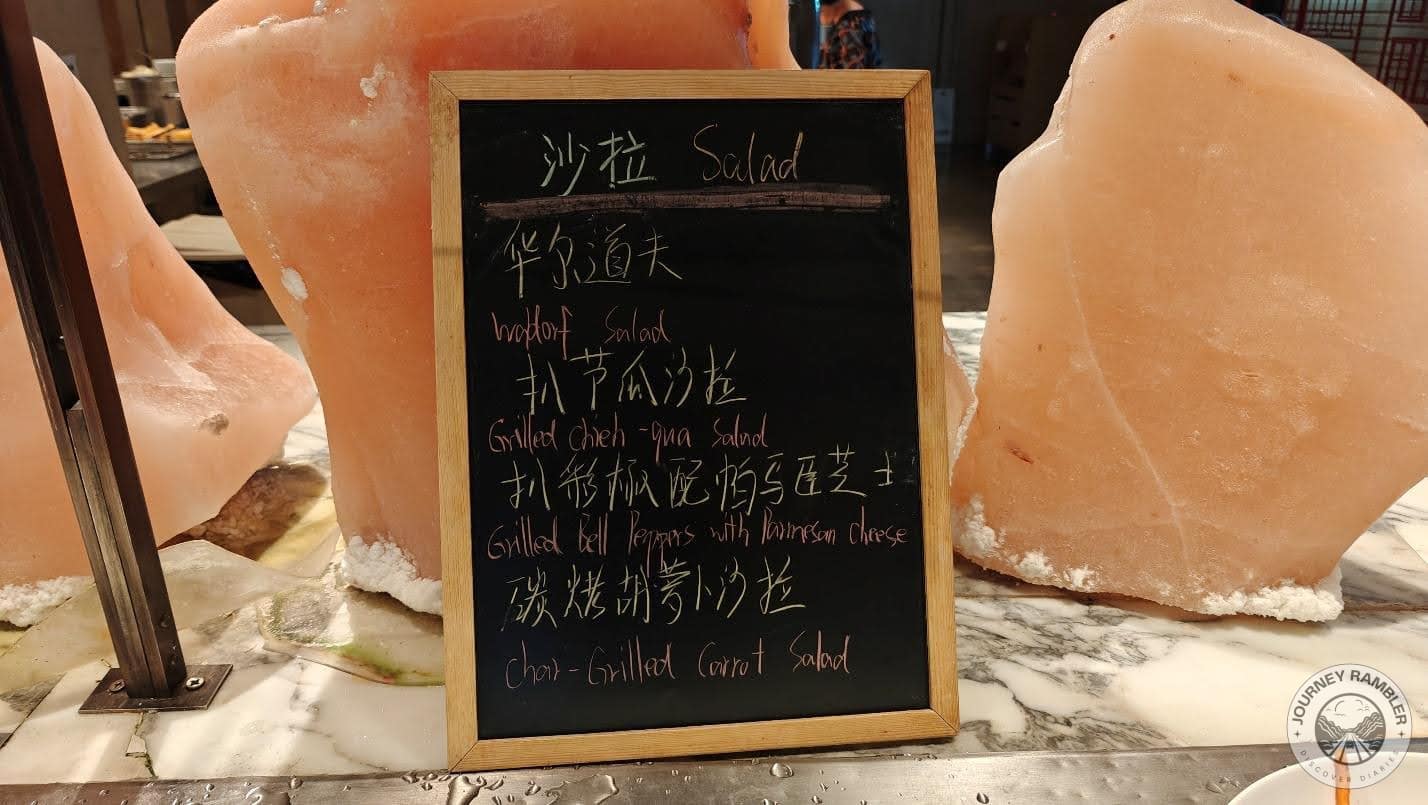 沙拉 Salad
华尔道夫
Waldorf Salad
扒节瓜沙拉
Grilled chieh-qua Salad
扒彩椒配帕马臣芝士
Grilled Bell Peppers with Parmesan cheese
碳烤胡萝卜沙拉
char-Grilled Carrot Salad
JOURNEY RAMBLER
DISCOVER DIARIES